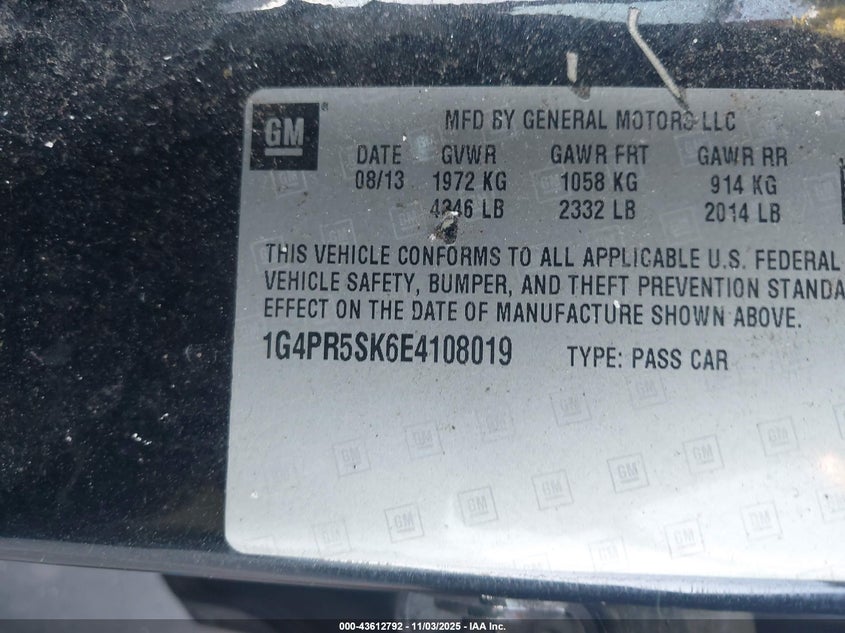 GM ®
MFD BY GENERAL MOTORS LLC
DATE GVWR GAWR FRT GAWR RR
08/13 1972 KG 1058 KG 914 KG
4346 LB 2332 LB 2014 LB
THIS VEHICLE CONFORMS TO ALL APPLICABLE U.S. FEDERAL
VEHICLE SAFETY, BUMPER, AND THEFT PREVENTION STANDA
EFFECT ON THE DATE OF MANUFACTURE SHOWN ABOVE.
1G4PR5SK6E4108019 TYPE: PASS CAR
000-43612792 - 11/03/2025 - IAA Inc.